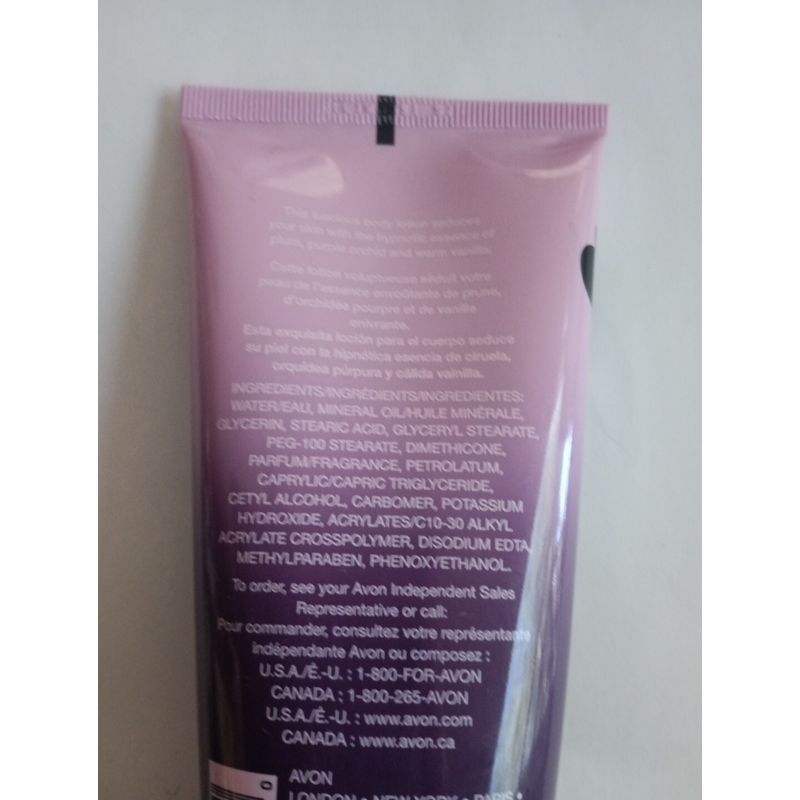 This luscious body lotion seduces
your skin with the hypnotic essence of
plum, purple orchid and warm vanilla.
Cette lotion voluptueuse séduit votre
peau de l'essence envoûtante de prune,
d'orchidée pourpre et de vanille
enivrante.
Esta exquisita loción para el cuerpo seduce
su piel con la hipnótica esencia de ciruela,
orquídea púrpura y cálida vainilla.
INGREDIENTS/INGRÉDIENTS/INGREDIENTES:
WATER/EAU, MINERAL OIL/HUILE MINÉRALE,
GLYCERIN, STEARIC ACID, GLYCERYL STEARATE,
PEG-100 STEARATE, DIMETHICONE,
PARFUM/FRAGRANCE, PETROLATUM,
CAPRYLIC/CAPRIC TRIGLYCERIDE,
CETYL ALCOHOL, CARBOMER, POTASSIUM
HYDROXIDE, ACRYLATES/C10-30 ALKYL
ACRYLATE CROSSPOLYMER, DISODIUM EDTA,
METHYLPARABEN, PHENOXYETHANOL.
To order, see your Avon Independent Sales
Representative or call:
Pour commander, consultez votre représentante
indépendante Avon ou composez :
U.S.A./É.-U. : 1-800-FOR-AVON
CANADA : 1-800-265-AVON
U.S.A./É.-U. : www.avon.com
CANADA : www.avon.ca
AVON
LONDON • NEW YORK • PARIS •